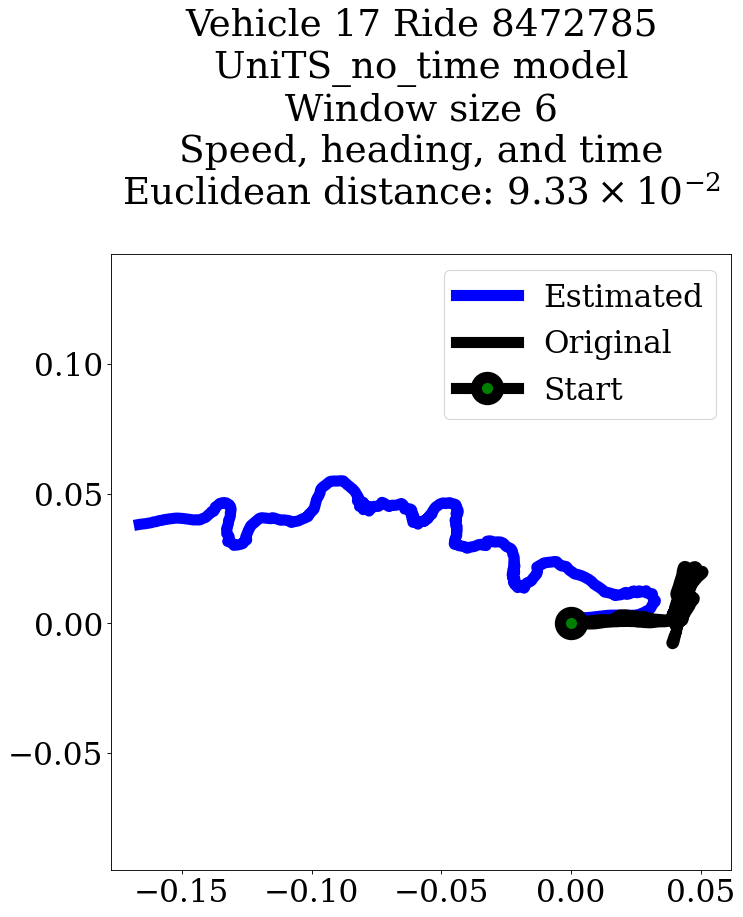 Vehicle 17 Ride 8472785
UniTS_no_time model
Window size 6
Speed, heading, and time
Euclidean distance: 9.33 × 10⁻²
Estimated
Original
Start
0.10
0.05
0.00
−0.05
−0.15 −0.10 −0.05 0.00 0.05